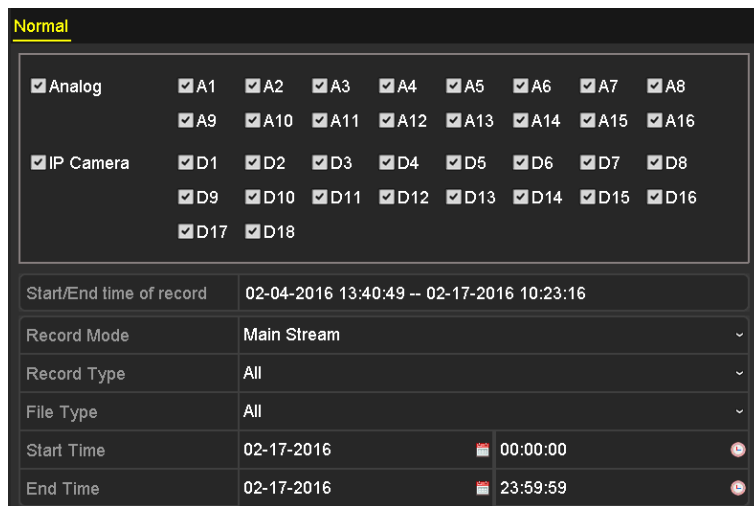 Normal
Analog A1 A2 A3 A4 A5 A6 A7 A8
A9 A10 A11 A12 A13 A14 A15 A16
IP Camera D1 D2 D3 D4 D5 D6 D7 D8
D9 D10 D11 D12 D13 D14 D15 D16
D17 D18
Start/End time of record 02-04-2016 13:40:49 -- 02-17-2016 10:23:16
Record Mode Main Stream
Record Type All
File Type All
Start Time 02-17-2016 00:00:00
End Time 02-17-2016 23:59:59